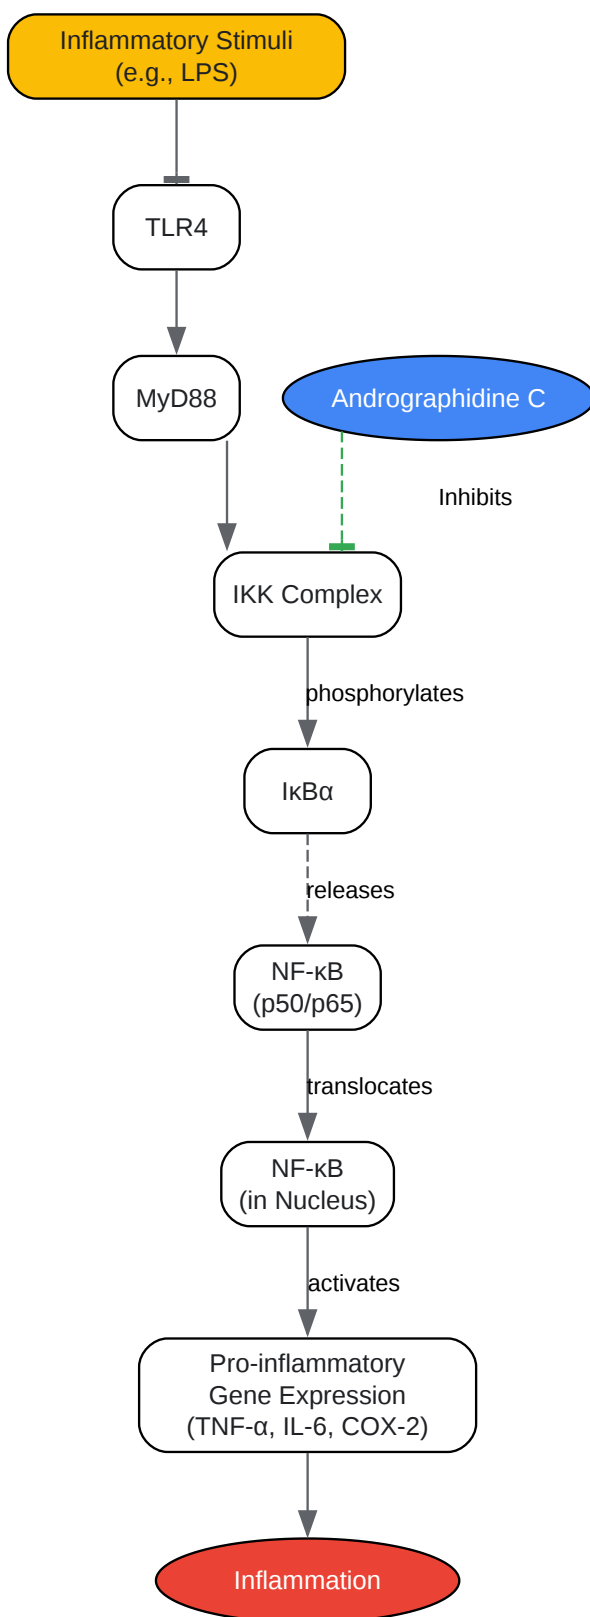 Inflammatory Stimuli
(e.g., LPS)
TLR4
MyD88
Andrographidine C
Inhibits
IKK Complex
phosphorylates
IκBα
releases
NF-κB
(p50/p65)
translocates
NF-κB
(in Nucleus)
activates
Pro-inflammatory
Gene Expression
(TNF-α, IL-6, COX-2)
Inflammation